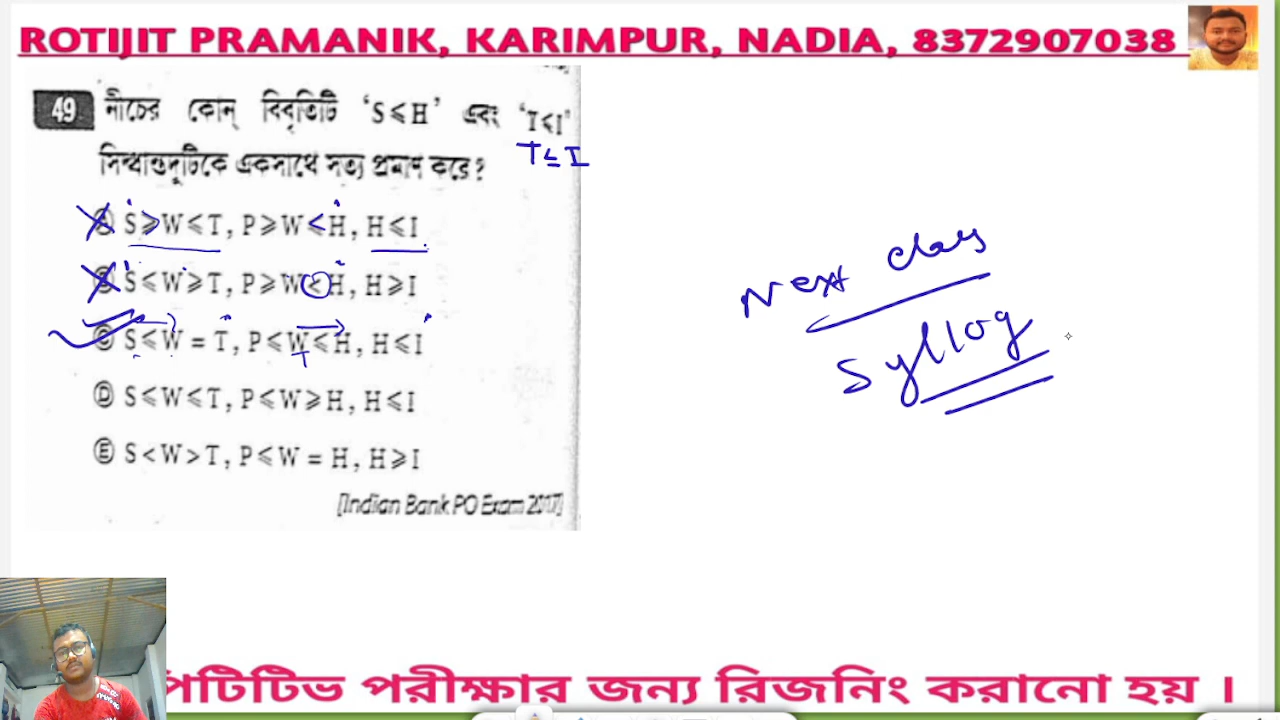 ROTIJIT PRAMANIK, KARIMPUR, NADIA, 8372907038
49 নীচের কোন্ বিবৃতিটি 'S⩽H' এবং 'I⩽I'
T≤I
সিদ্ধান্তদুটিকে একসাথে সত্য প্রমাণ করে?
Ⓐ S⩾W⩽T, P⩾W<H, H⩽I
Ⓑ S⩽W⩾T, P⩾W<H, H⩾I
Ⓒ S⩽W = T, P⩽W⩽H, H⩽I
T
Ⓓ S⩽W⩽T, P⩽W⩾H, H⩽I
Ⓔ S<W>T, P⩽W = H, H⩾I
[Indian Bank PO Exam 2017]
Next class
Syllog
পিটিটিভ পরীক্ষার জন্য রিজনিং করানো হয় ।